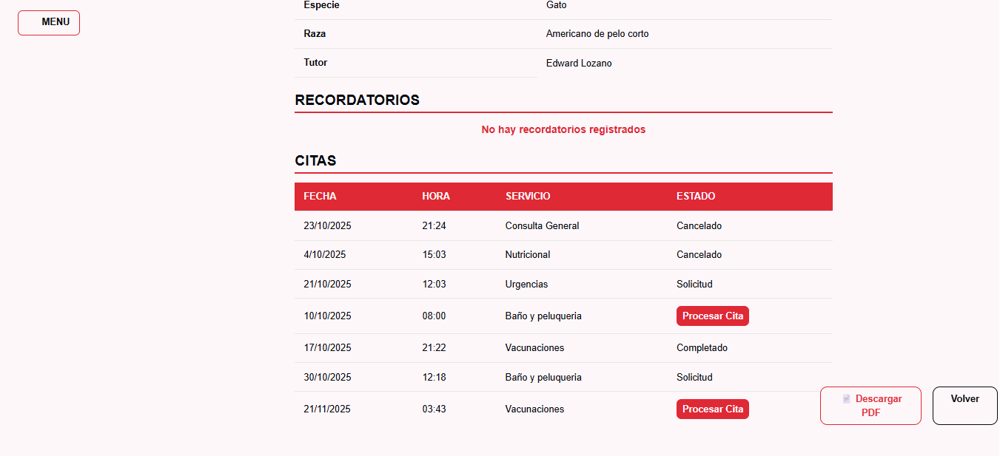 MENU
Especie Gato
Raza Americano de pelo corto
Tutor Edward Lozano
RECORDATORIOS
No hay recordatorios registrados
CITAS
FECHA HORA SERVICIO ESTADO
23/10/2025 21:24 Consulta General Cancelado
4/10/2025 15:03 Nutricional Cancelado
21/10/2025 12:03 Urgencias Solicitud
10/10/2025 08:00 Baño y peluqueria Procesar Cita
17/10/2025 21:22 Vacunaciones Completado
30/10/2025 12:18 Baño y peluqueria Solicitud
21/11/2025 03:43 Vacunaciones Procesar Cita
Descargar
PDF
Volver